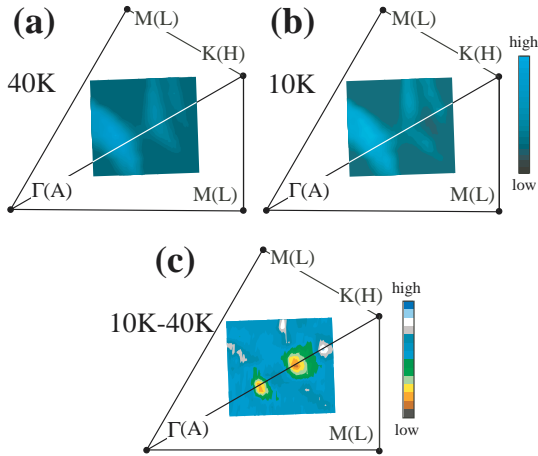 (a)
M(L)
K(H)
40K
Γ(A)
M(L)
(b)
M(L)
K(H)
10K
Γ(A)
M(L)
high
low
(c)
M(L)
K(H)
10K-40K
Γ(A)
M(L)
high
low